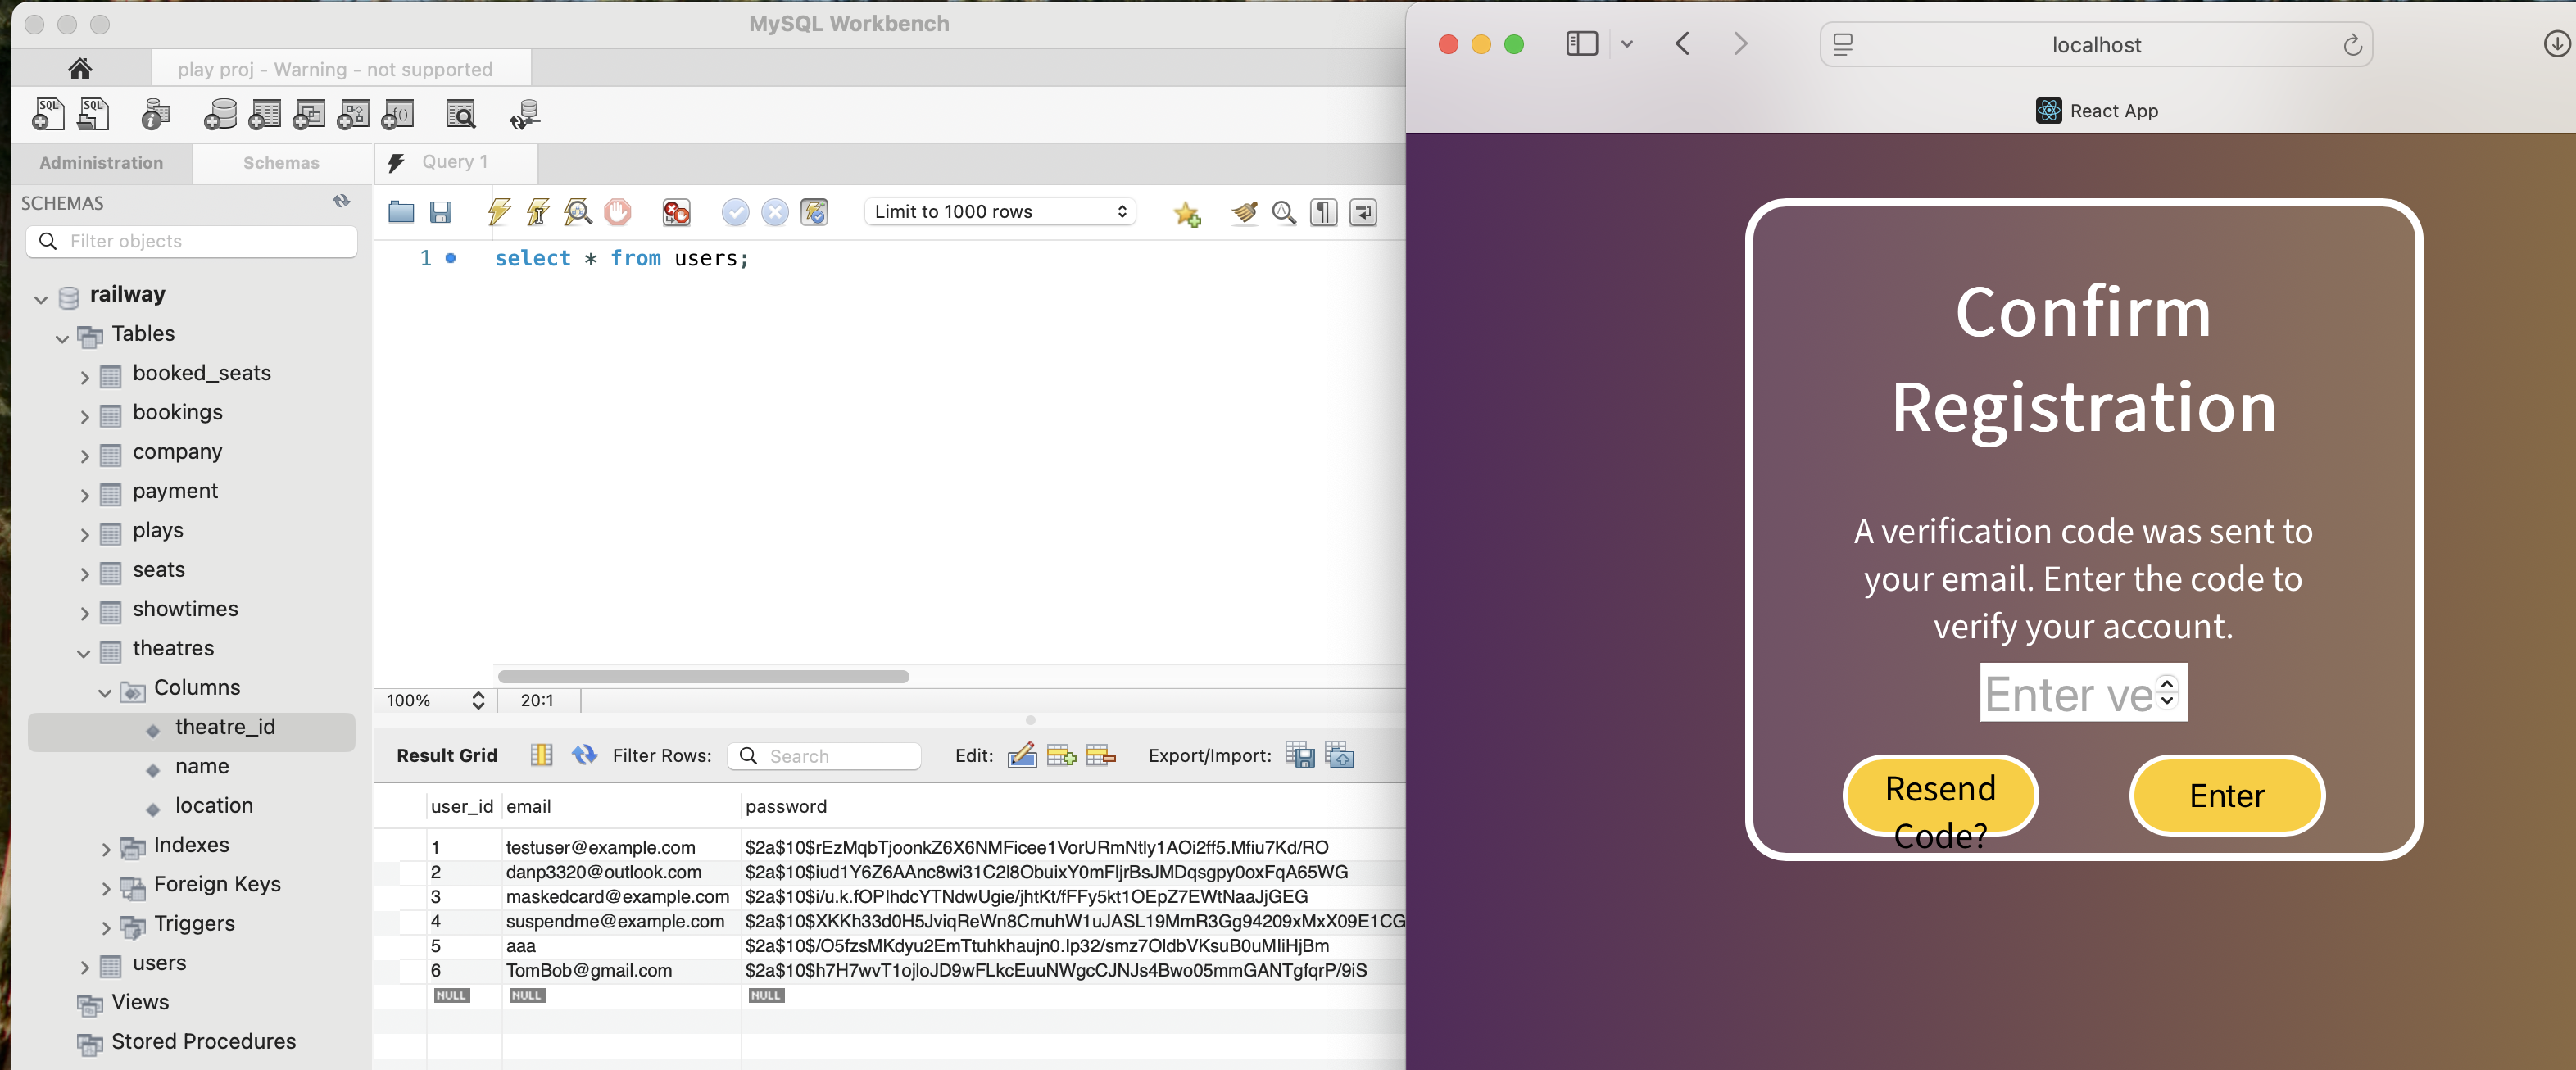 MySQL Workbench
play proj - Warning - not supported
Administration
Schemas
Query 1
SCHEMAS
Filter objects
Limit to 1000 rows
1
select * from users;
railway
Tables
booked_seats
bookings
company
payment
plays
seats
showtimes
theatres
Columns
theatre_id
name
location
Indexes
Foreign Keys
Triggers
users
Views
Stored Procedures
100%
20:1
Result Grid
Filter Rows:
Search
Edit:
Export/Import:
user_id email password
1 testuser@example.com $2a$10$rEzMqbTjoonkZ6X6NMFicee1VorURmNtly1AOi2ff5.Mfiu7Kd/RO
2 danp3320@outlook.com $2a$10$iud1Y6Z6AAnc8wi31C2l8ObuixY0mFljrBsJMDqsgpy0oxFqA65WG
3 maskedcard@example.com $2a$10$i/u.k.fOPIhdcYTNdwUgie/jhtKt/fFFy5kt1OEpZ7EWtNaaJjGEG
4 suspendme@example.com $2a$10$XKKh33d0H5JviqReWn8CmuhW1uJASL19MmR3Gg94209xMxX09E1CG
5 aaa $2a$10$/O5fzsMKdyu2EmTtuhkhaujn0.Ip32/smz7OldbVKsuB0uMIiHjBm
6 TomBob@gmail.com $2a$10$h7H7wvT1ojloJD9wFLkcEuuNWgcCJNJs4Bwo05mmGANTgfqrP/9iS
NULL NULL NULL
localhost
React App
Confirm
Registration
A verification code was sent to
your email. Enter the code to
verify your account.
Enter ve
Resend
Code?
Enter